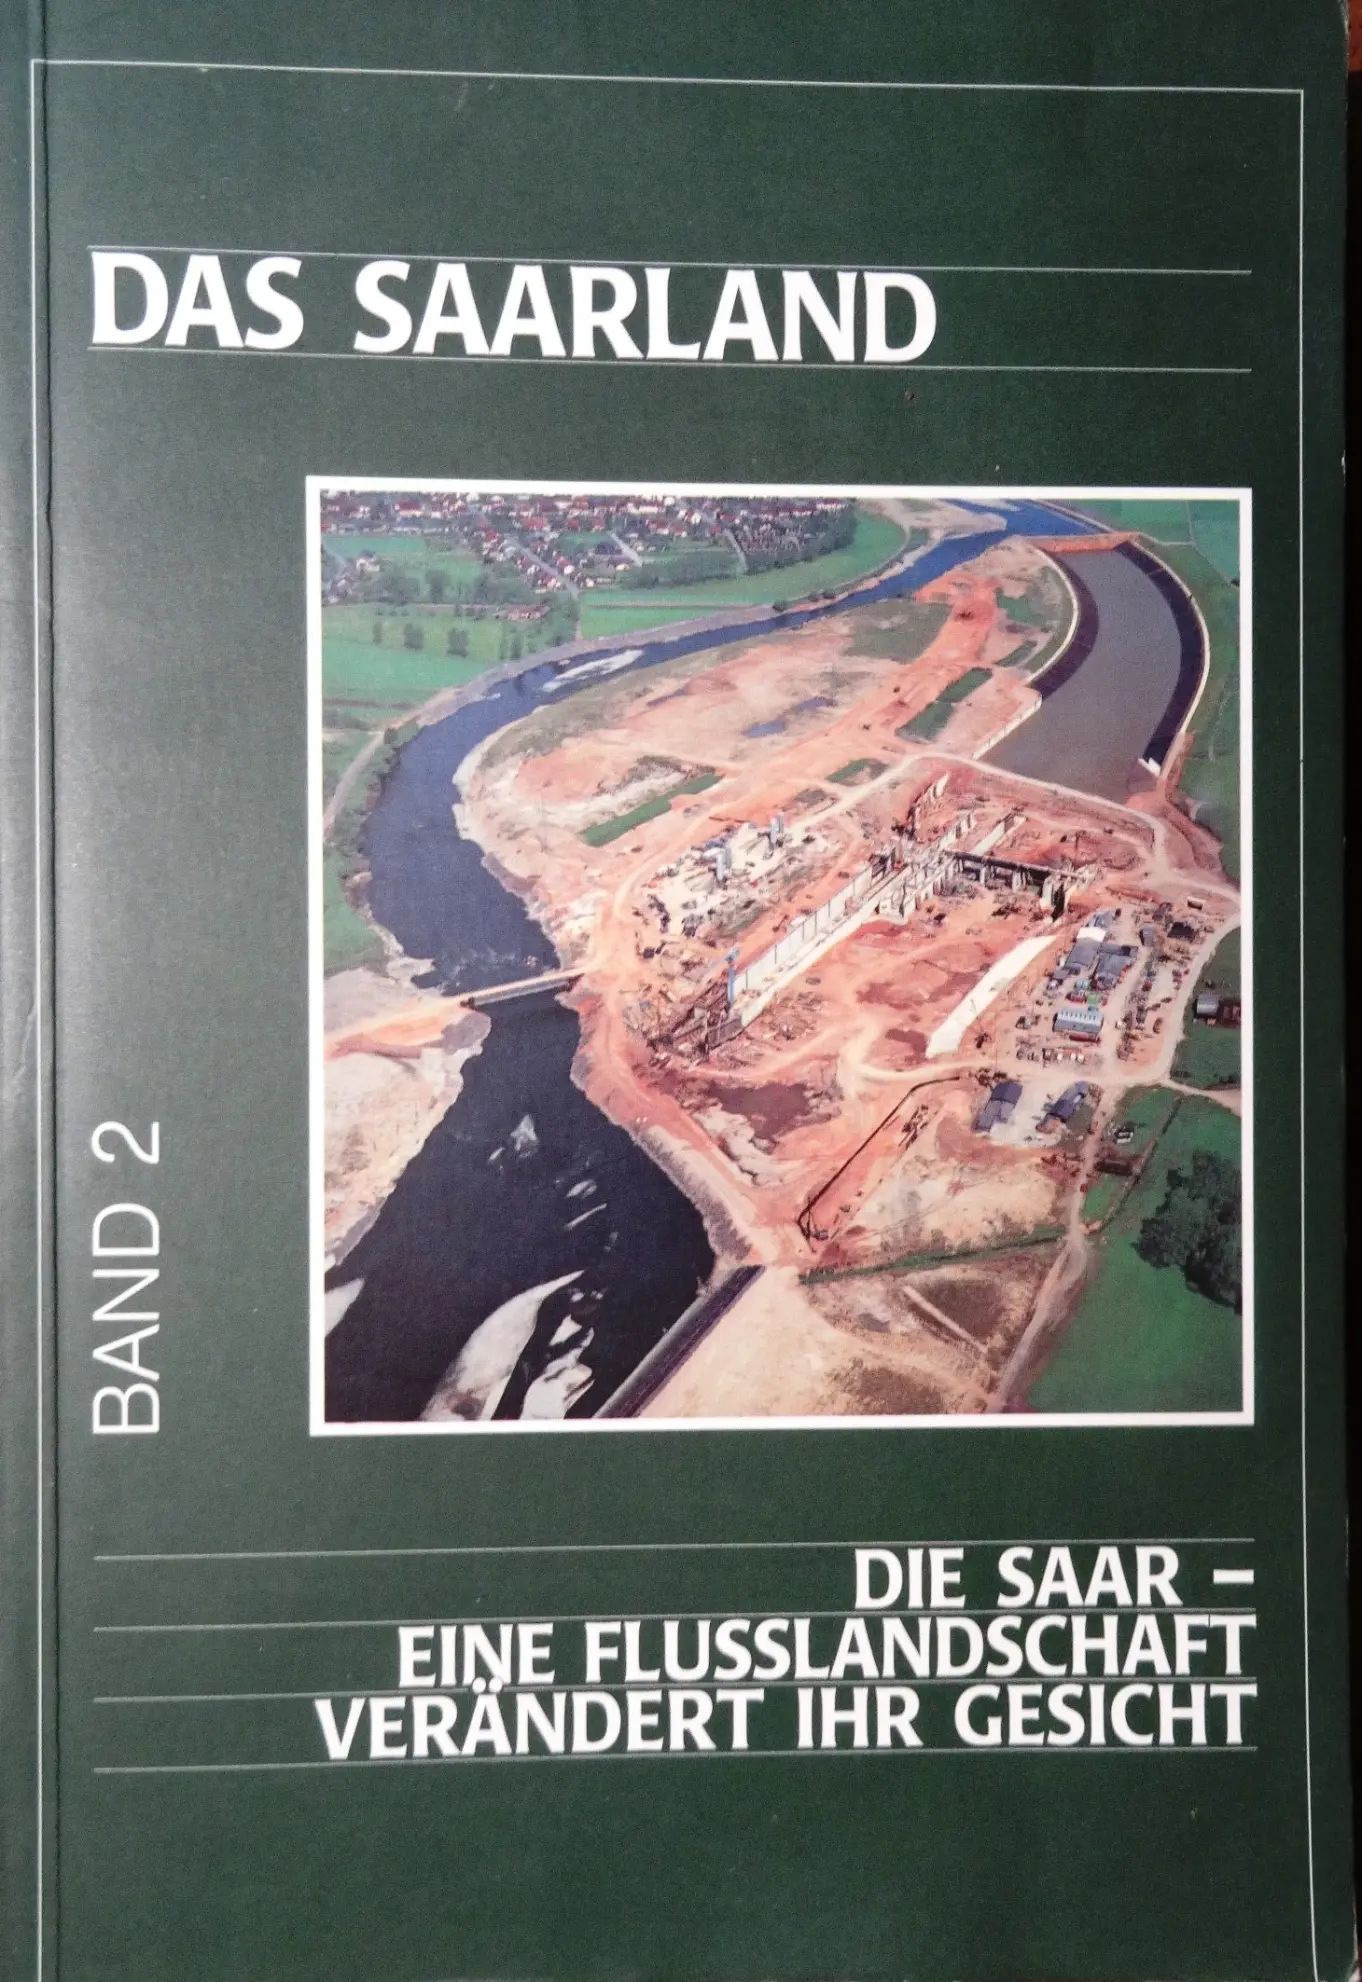 DAS SAARLAND
BAND 2
DIE SAAR –
EINE FLUSSLANDSCHAFT
VERÄNDERT IHR GESICHT